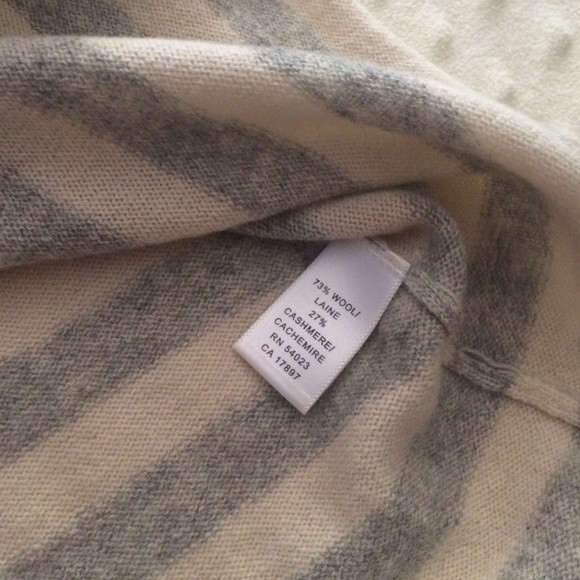 73% WOOL/
LAINE
27%
CASHMERE/
CACHEMIRE
RN 54023
CA 17897